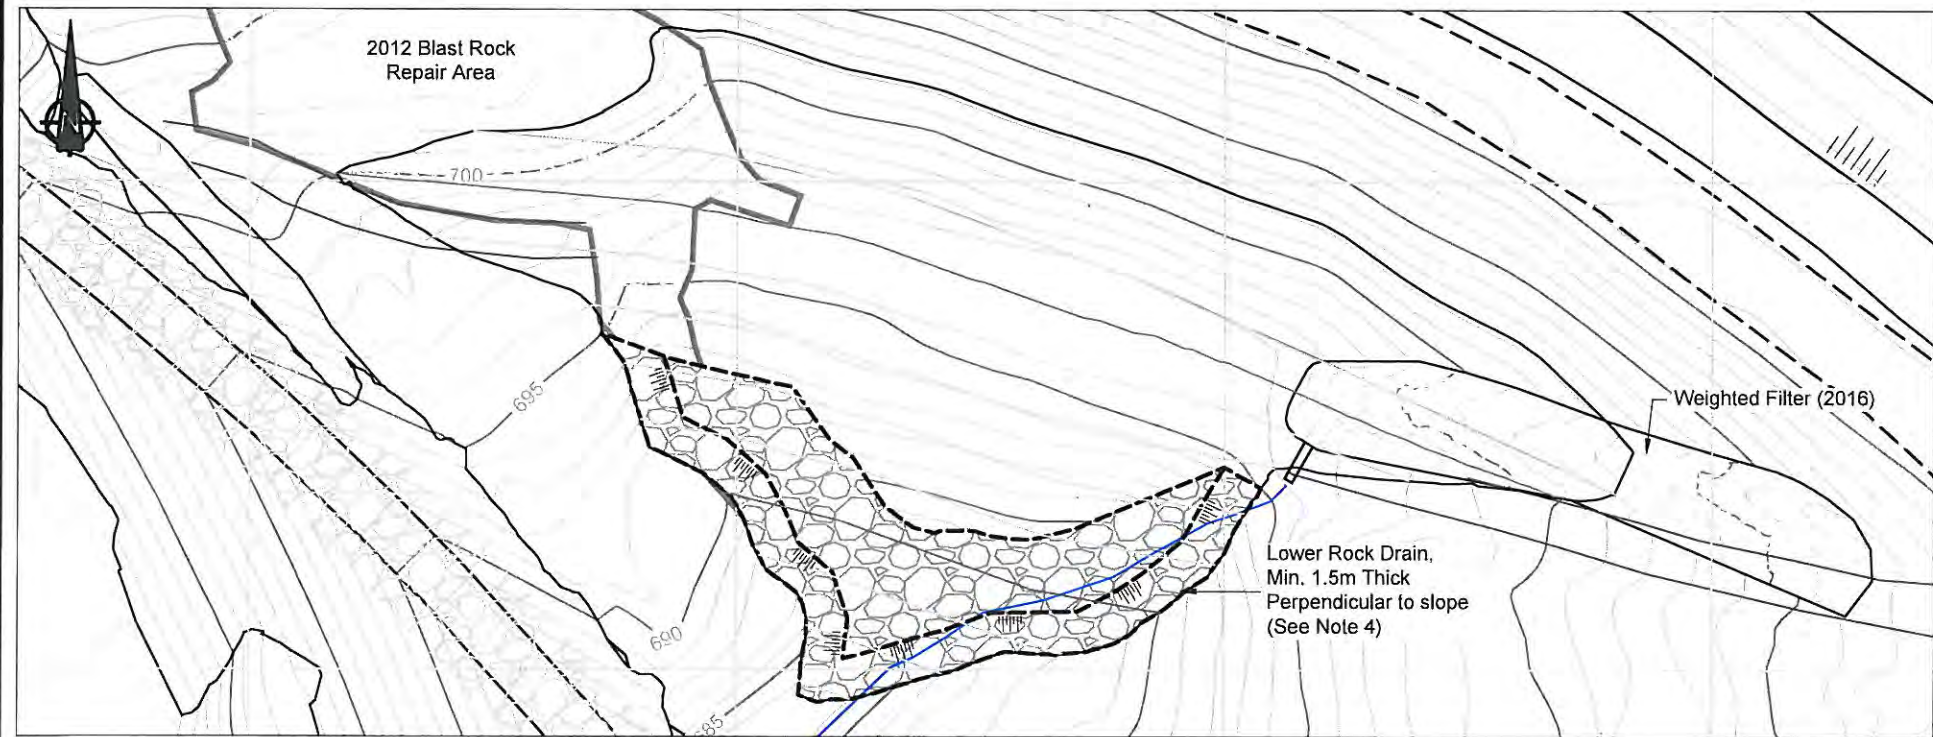 2012 Blast Rock
Repair Area
N
700
695
Weighted Filter (2016)
Lower Rock Drain,
Min. 1.5m Thick
Perpendicular to slope
(See Note 4)
690
685